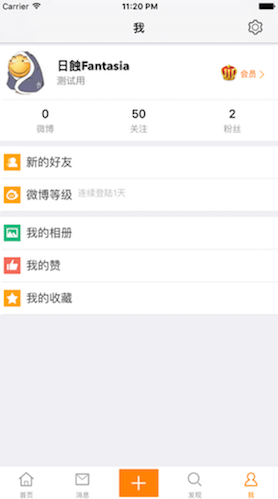 Carrier
11:20 PM
我
日蝕Fantasia
测试用
会员
0 50 2
微博 关注 粉丝
新的好友
微博等级 连续登陆1天
我的相册
我的赞
我的收藏
首页 消息 发现 我